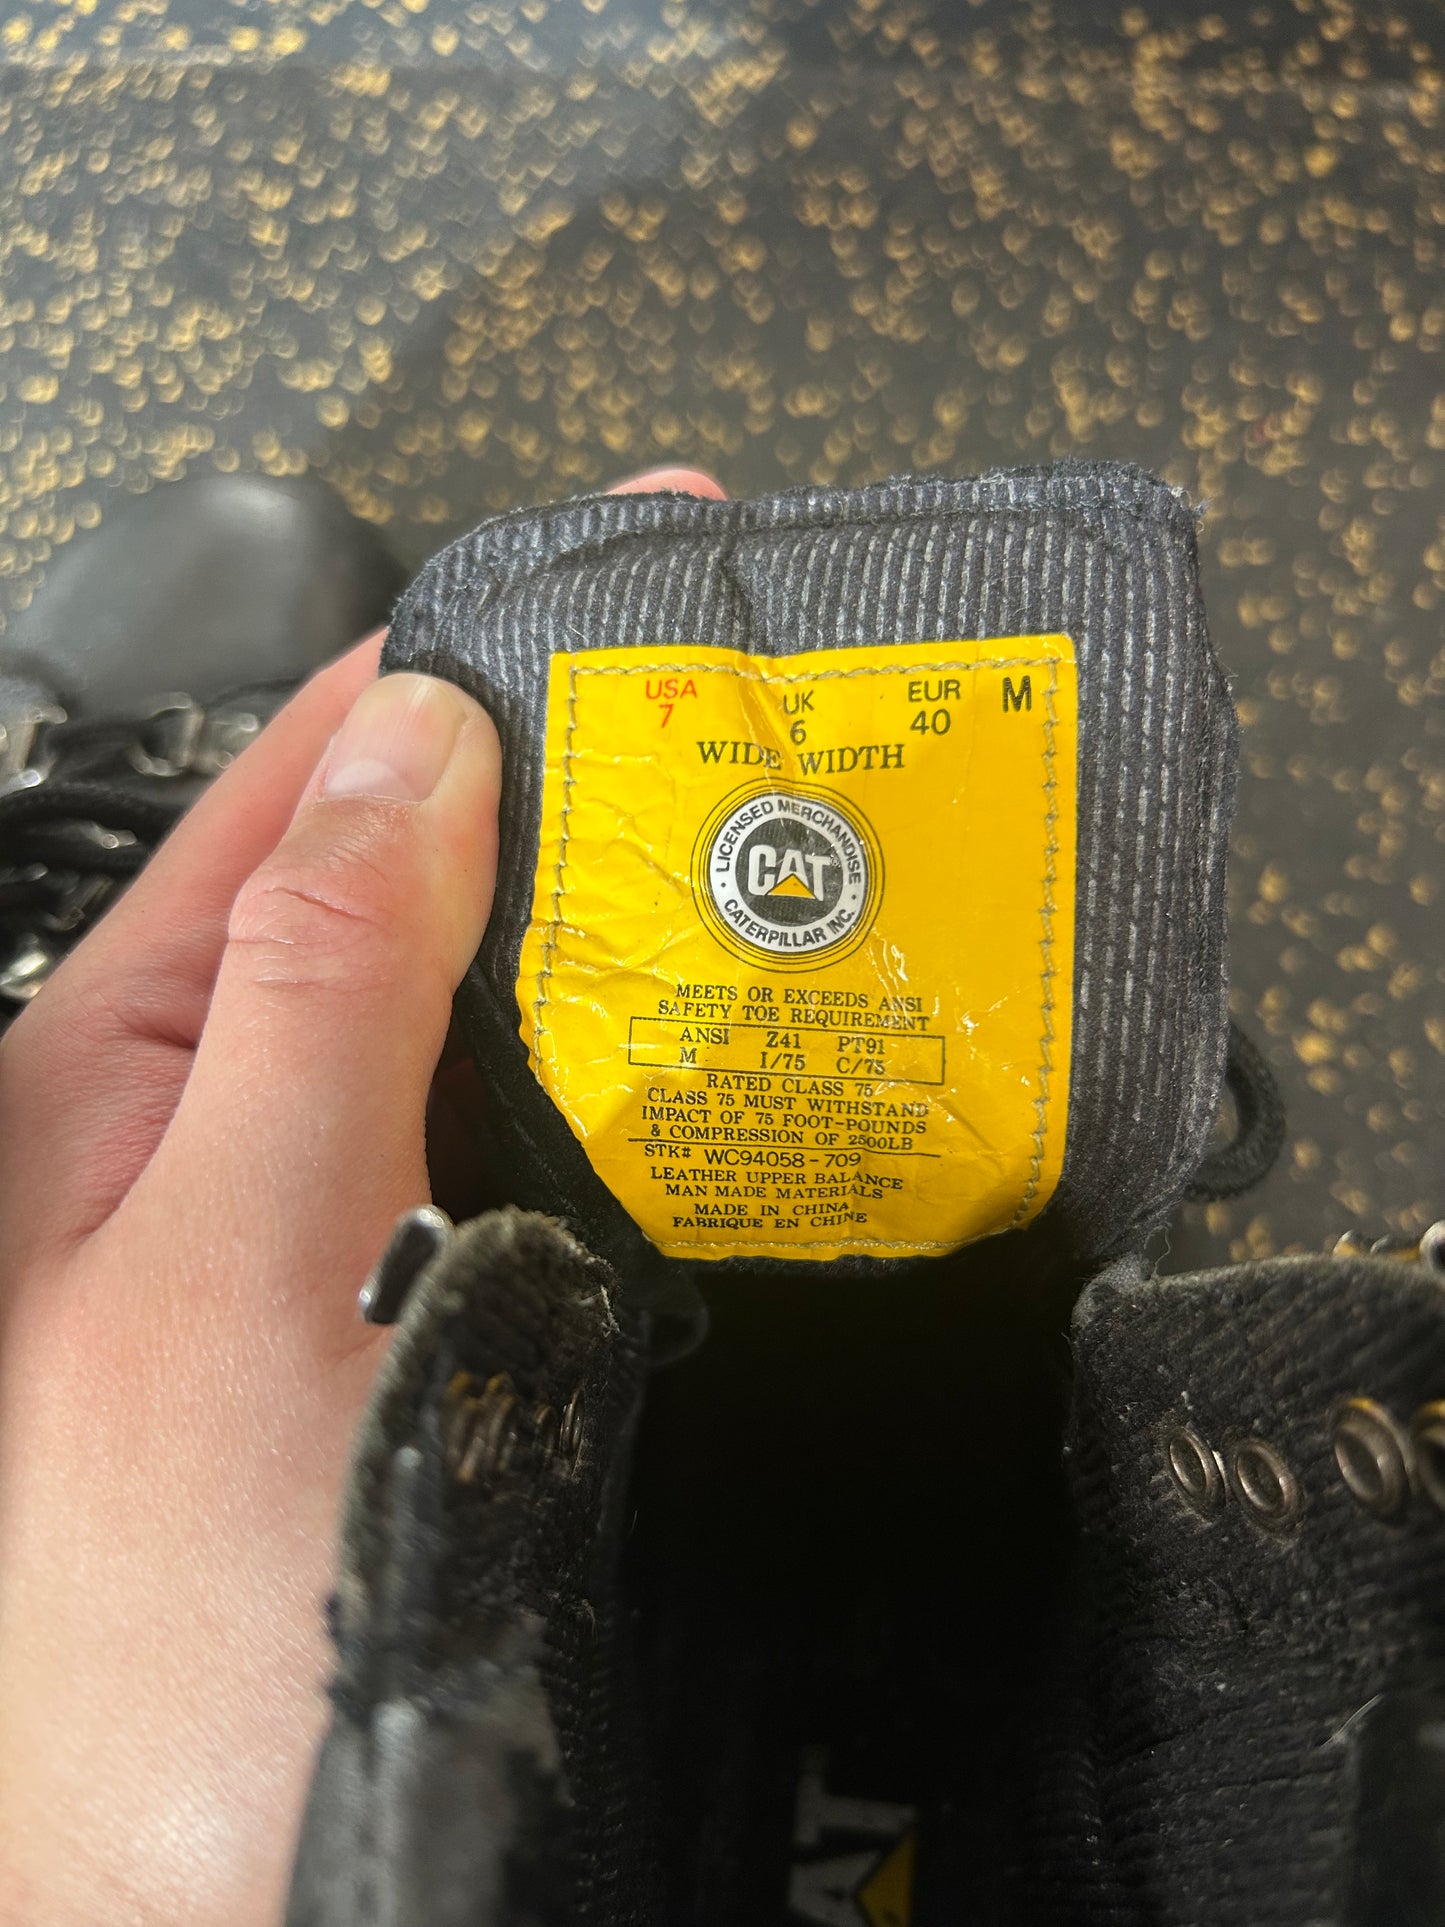 USA UK EUR M
7 6 40
WIDE WIDTH
LICENSED MERCHANDISE
CAT®
CATERPILLAR INC.
MEETS OR EXCEEDS ANSI
SAFETY TOE REQUIREMENT
ANSI Z41 PT91
M I/75 C/75
RATED CLASS 75
CLASS 75 MUST WITHSTAND
IMPACT OF 75 FOOT-POUNDS
& COMPRESSION OF 2500LB
STK# WC94058-709
LEATHER UPPER BALANCE
MAN MADE MATERIALS
MADE IN CHINA
FABRIQUE EN CHINE